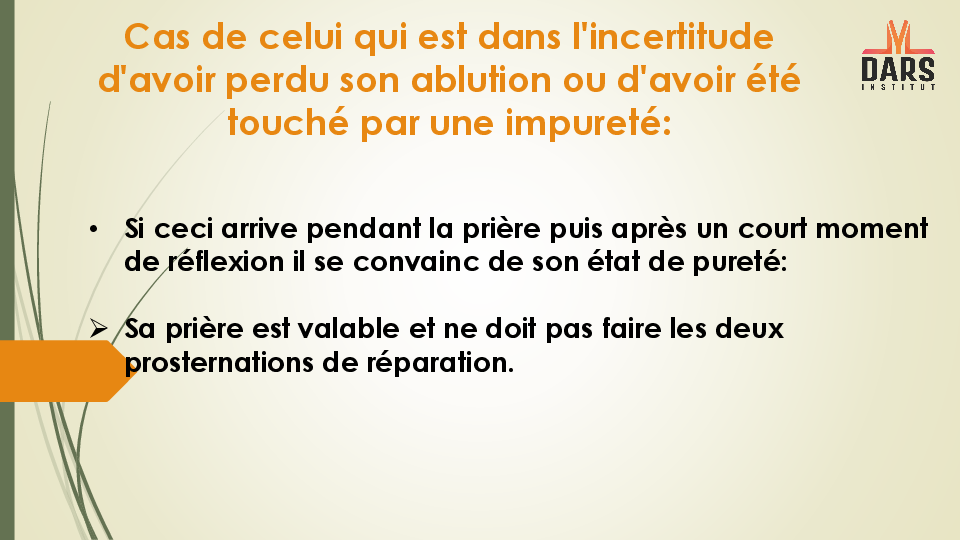 Cas de celui qui est dans l'incertitude
d'avoir perdu son ablution ou d'avoir été
touché par une impureté:
DARS
INSTITUT
• Si ceci arrive pendant la prière puis après un court moment
de réflexion il se convainc de son état de pureté:
➢ Sa prière est valable et ne doit pas faire les deux
prosternations de réparation.